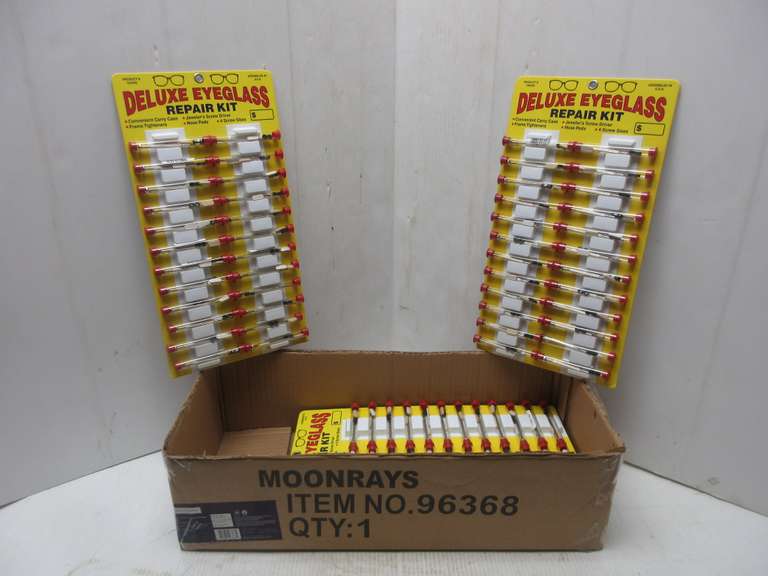 DELUXE EYEGLASS
REPAIR KIT
• Convenient Carry Case • Jeweler's Screw Driver
• Frame Tighteners • Nose Pads • 4 Screw Sizes
$
DELUXE EYEGLASS
REPAIR KIT
• Convenient Carry Case • Jeweler's Screw Driver
• Frame Tighteners • Nose Pads • 4 Screw Sizes
$
EYEGLASS
REPAIR KIT
$
MOONRAYS
ITEM NO.96368
QTY:1